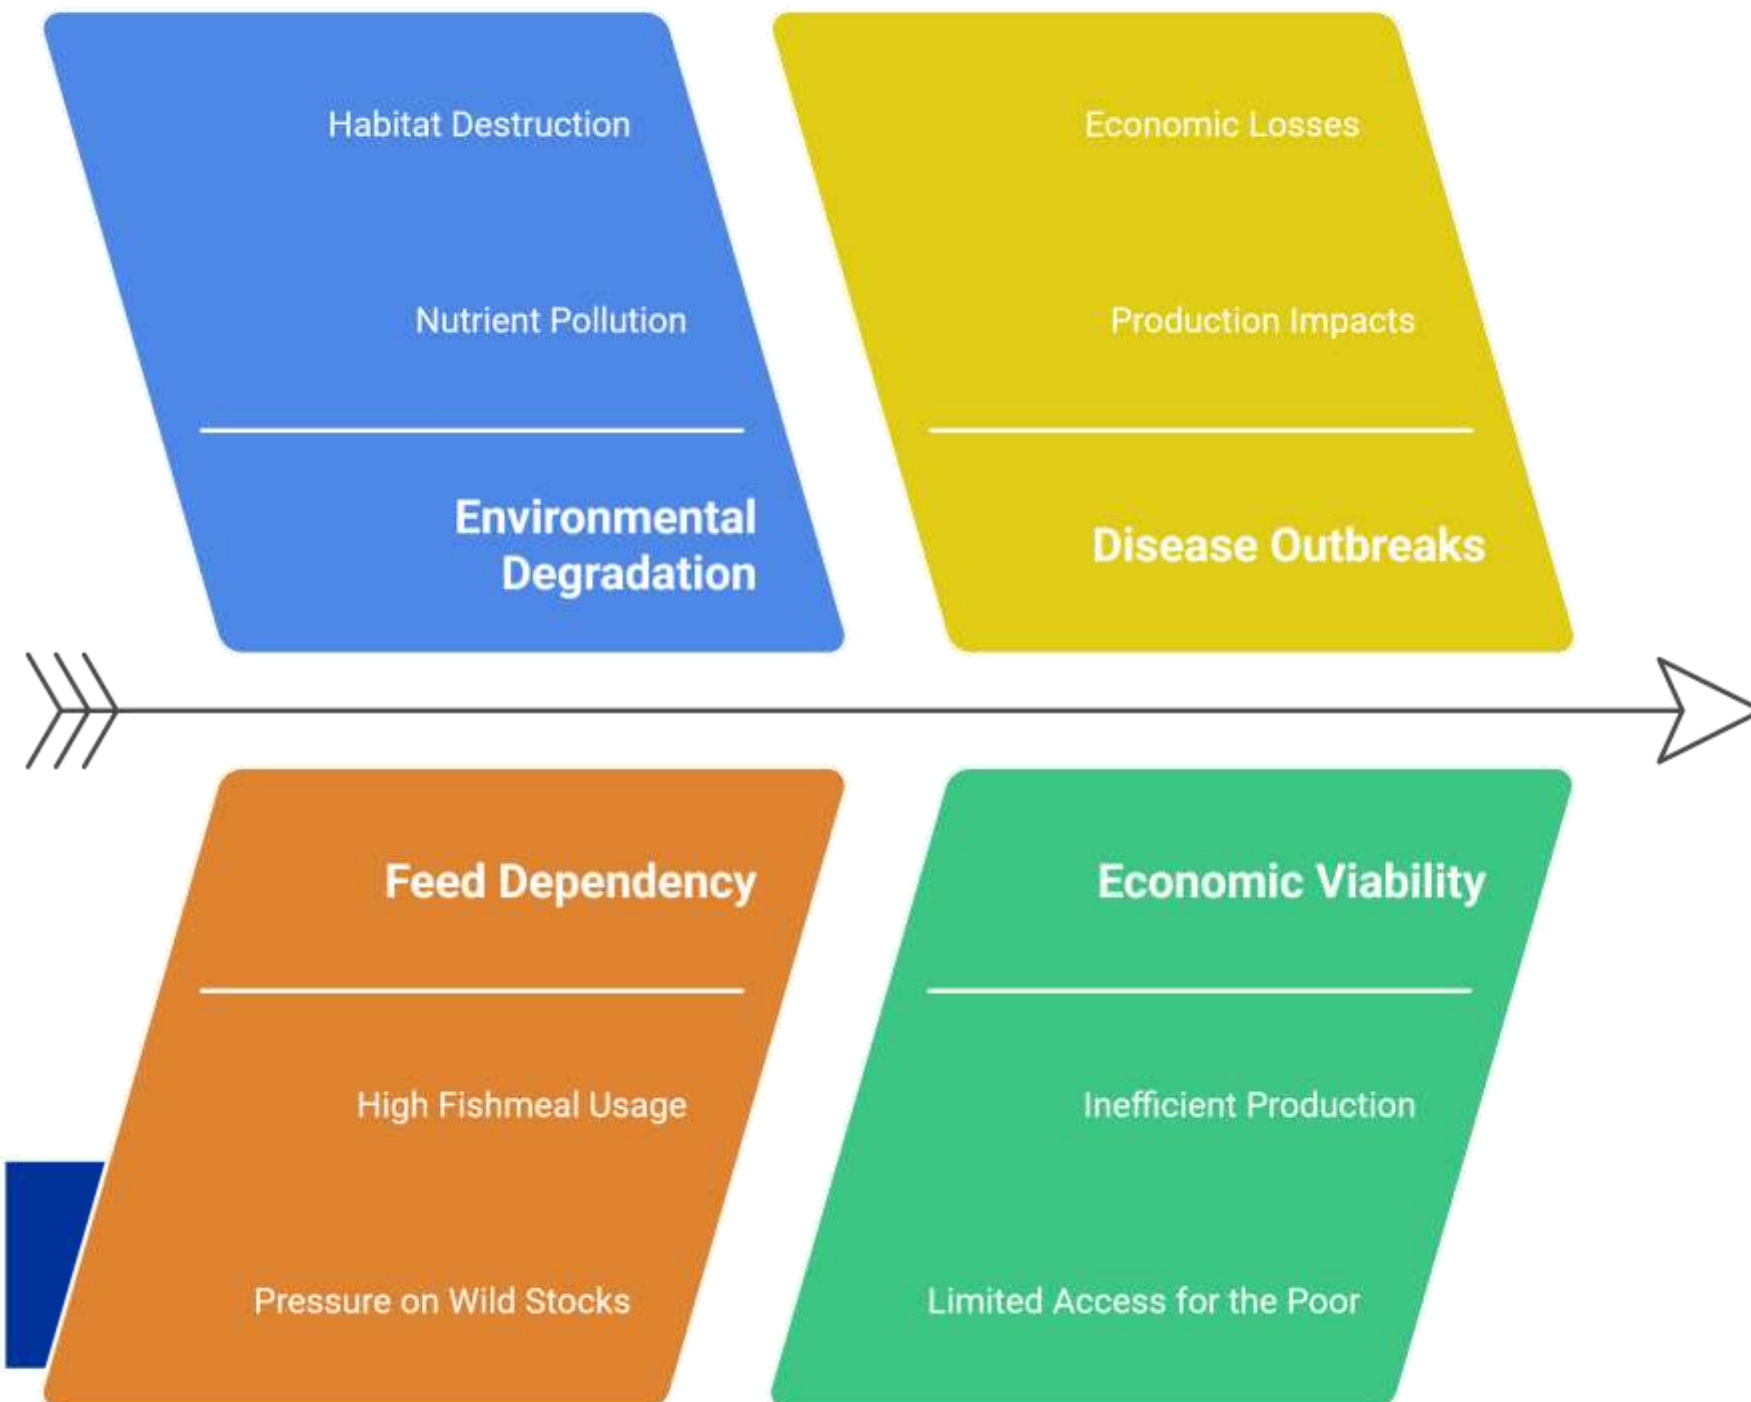 Habitat Destruction
Nutrient Pollution
Environmental
Degradation
Economic Losses
Production Impacts
Disease Outbreaks
Feed Dependency
High Fishmeal Usage
Pressure on Wild Stocks
Economic Viability
Inefficient Production
Limited Access for the Poor